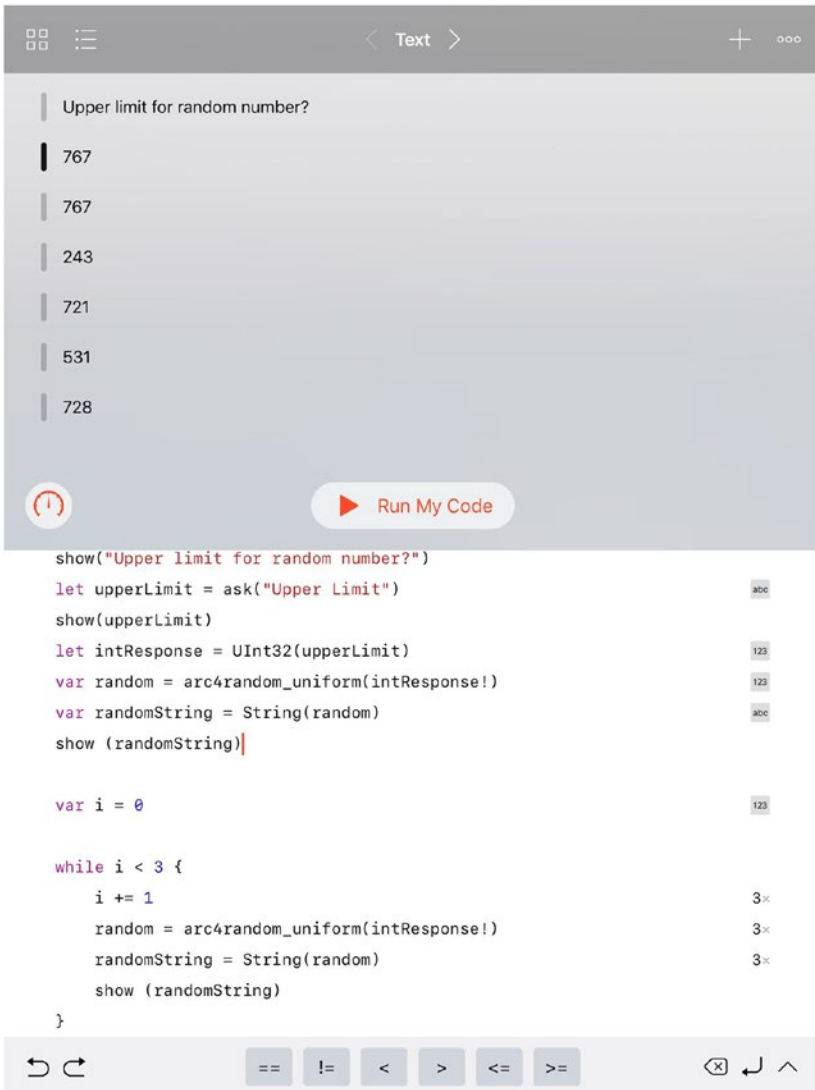 Text
Upper limit for random number?
767
767
243
721
531
728
Run My Code
show("Upper limit for random number?")
let upperLimit = ask("Upper Limit") abc
show(upperLimit)
let intResponse = UInt32(upperLimit) 123
var random = arc4random_uniform(intResponse!) 123
var randomString = String(random) abc
show (randomString)
var i = 0 123
while i < 3 {
i += 1 3×
random = arc4random_uniform(intResponse!) 3×
randomString = String(random) 3×
show (randomString)
}
== != < > <= >=